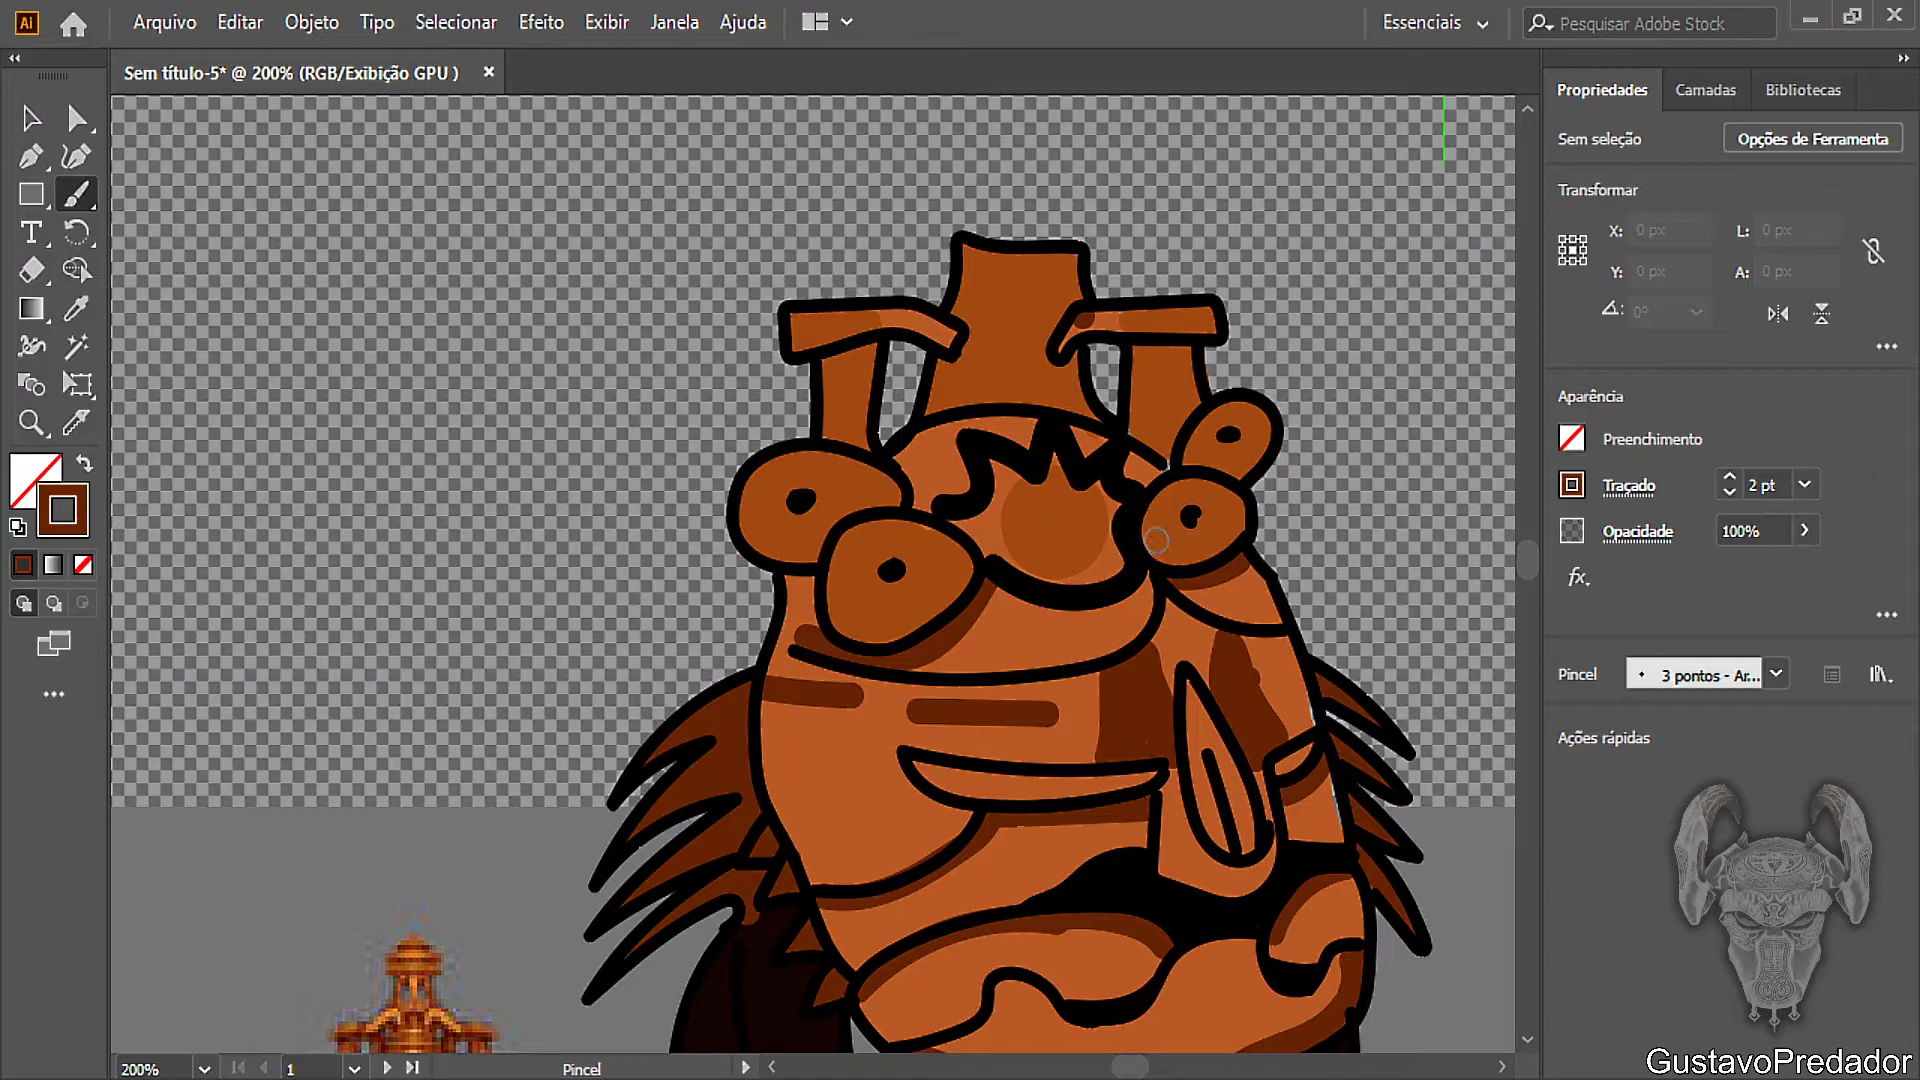 Ai Arquivo Editar Objeto Tipo Selecionar Efeito Exibir Janela Ajuda Essenciais Pesquisar Adobe Stock
Sem título-5* @ 200% (RGB/Exibição GPU ) ×
Propriedades Camadas Bibliotecas
Sem seleção Opções de Ferramenta
Transformar
X: 0 px L: 0 px
Y: 0 px A: 0 px
0°
Aparência
Preenchimento
Traçado 2 pt
Opacidade 100%
fx.
Pincel 3 pontos - Ar...
Ações rápidas
200% 1 Pincel
GustavoPredador